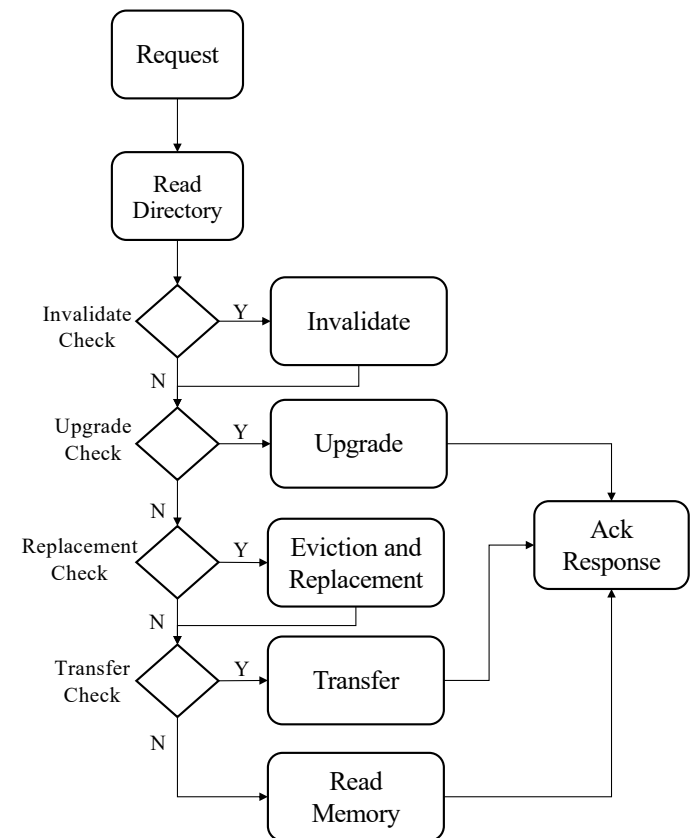 Request
Read
Directory
Invalidate
Check
Y
Invalidate
N
Upgrade
Check
Y
Upgrade
N
Ack
Response
Replacement
Check
Y
Eviction and
Replacement
N
Transfer
Check
Y
Transfer
N
Read
Memory